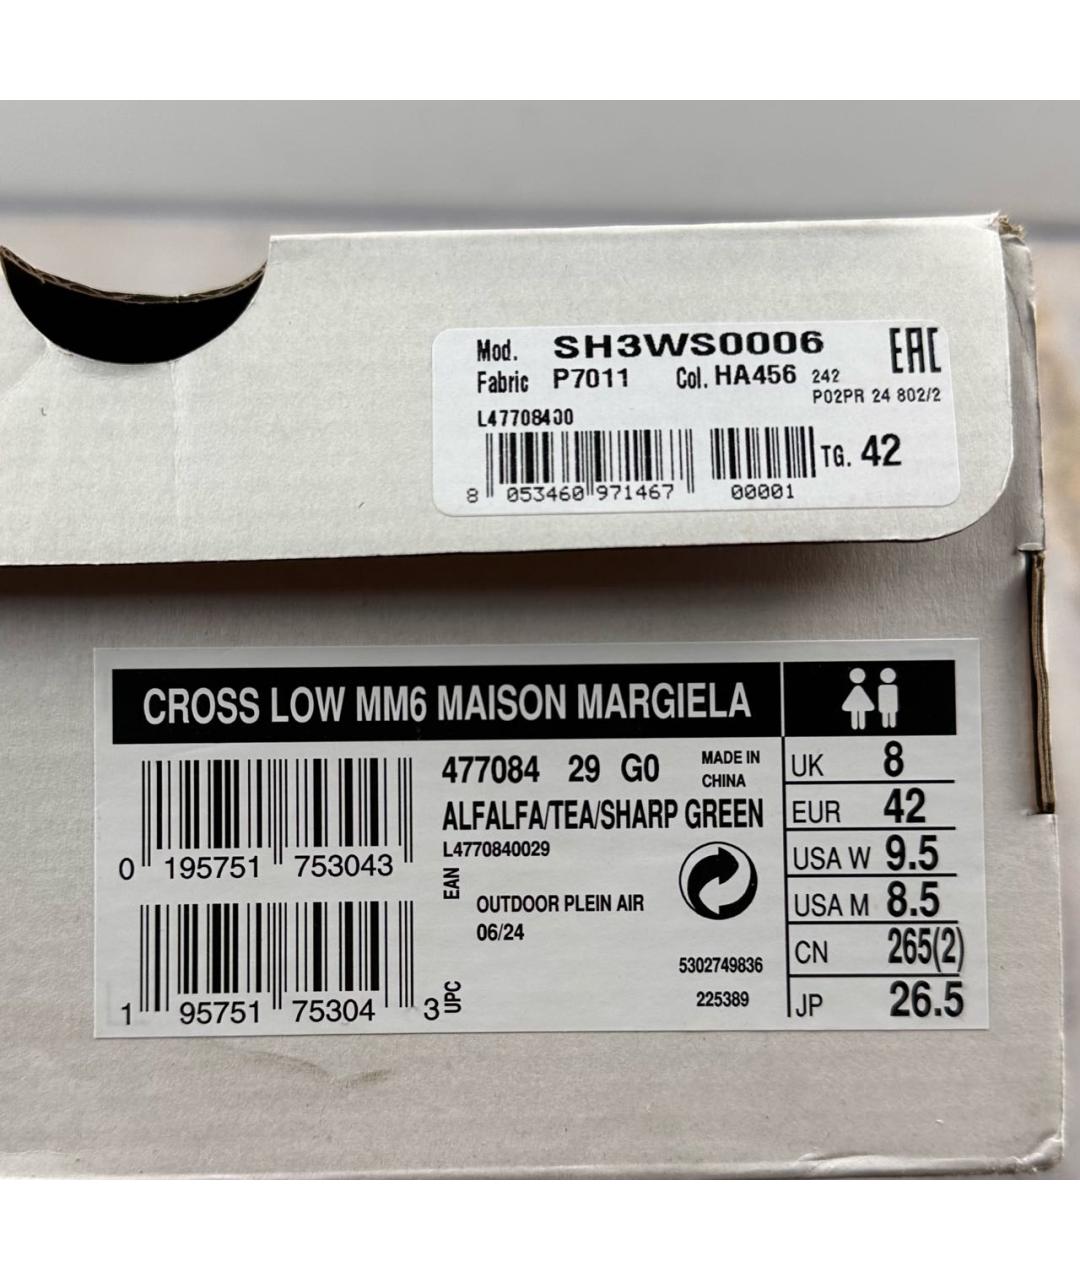 Mod. SH3WS0006 EAC
Fabric P7011 Col. HA456 242
P02PR 24 802/2
L47708430
TG. 42
8 053460 971467 00001
CROSS LOW MM6 MAISON MARGIELA
477084 29 G0 MADE IN CHINA
ALFALFA/TEA/SHARP GREEN
L4770840029
0 195751 753043
EAN
OUTDOOR PLEIN AIR
06/24
5302749836
225389
1 95751 75304 3
UPC
UK 8
EUR 42
USA W 9.5
USA M 8.5
CN 265(2)
JP 26.5